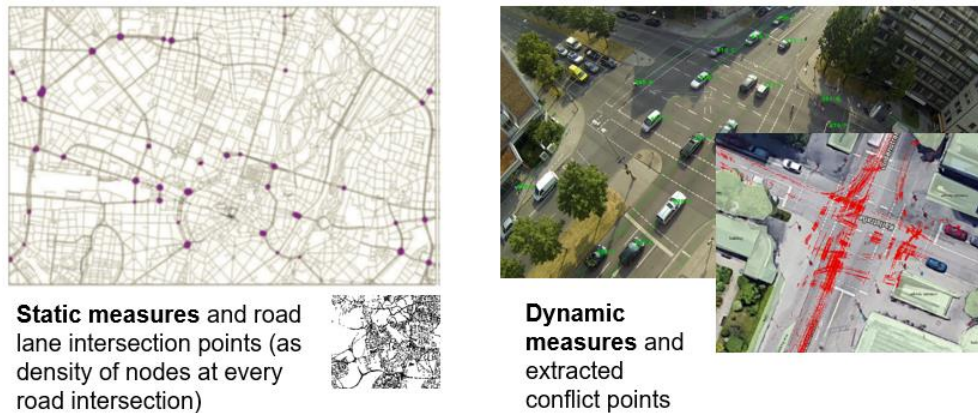 Static measures and road
lane intersection points (as
density of nodes at every
road intersection)
Dynamic
measures and
extracted
conflict points